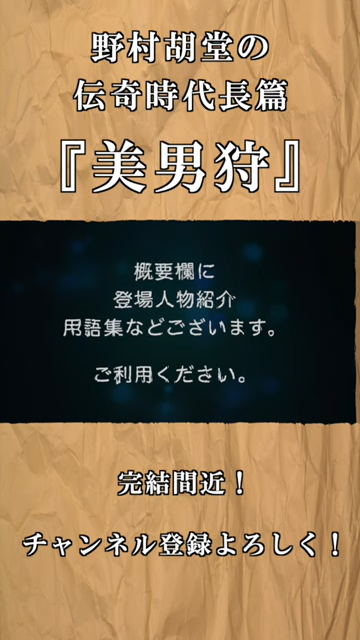 野村胡堂の
伝奇時代長篇
『美男狩』
概要欄に
登場人物紹介
用語集などございます。
ご利用ください。
完結間近!
チャンネル登録よろしく!